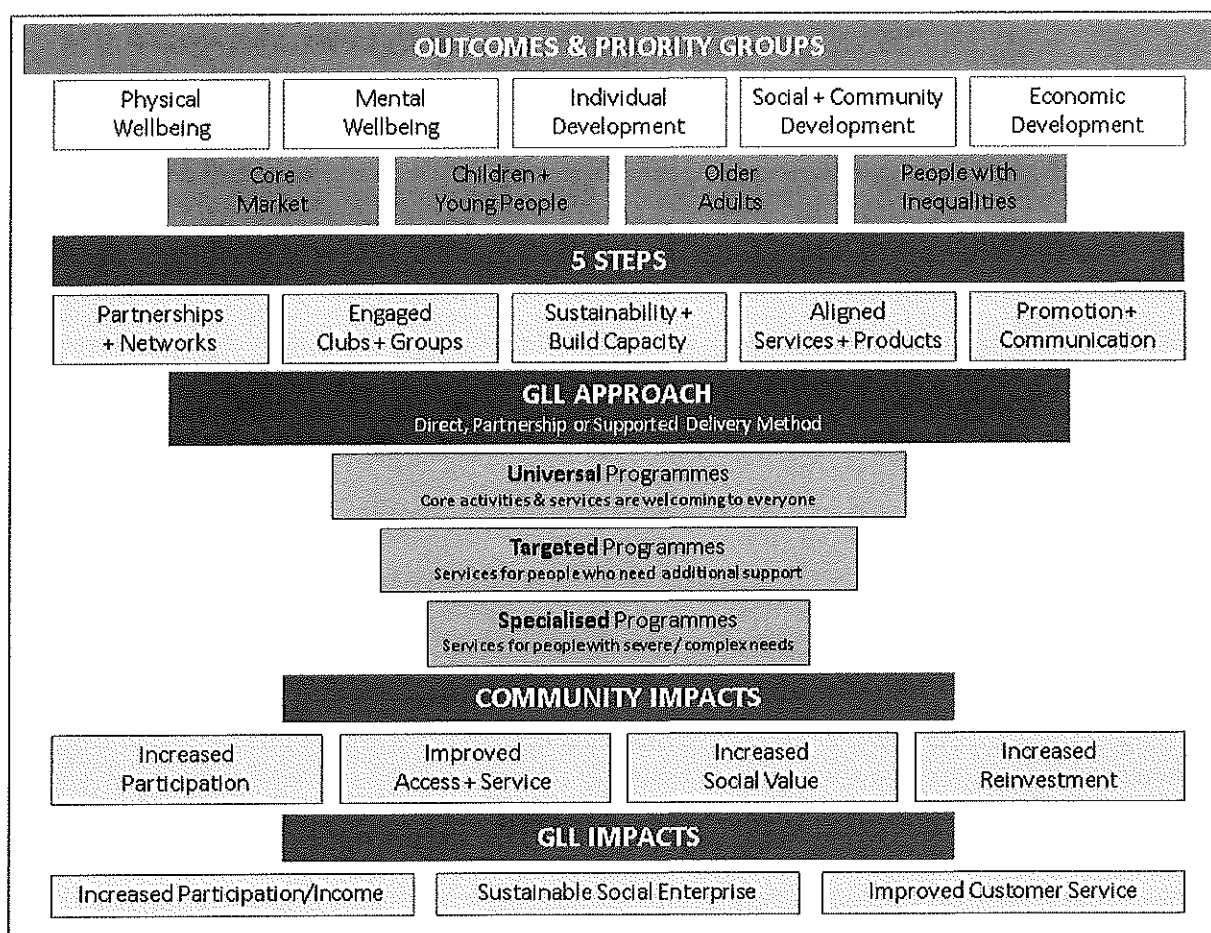 OUTCOMES & PRIORITY GROUPS
Physical
Wellbeing
Mental
Wellbeing
Individual
Development
Social + Community
Development
Economic
Development
Core
Market
Children +
Young People
Older
Adults
People with
Inequalities
5 STEPS
Partnerships
+ Networks
Engaged
Clubs + Groups
Sustainability +
Build Capacity
Aligned
Services + Products
Promotion +
Communication
GLL APPROACH
Direct, Partnership or Supported Delivery Method
Universal Programmes
Core activities & services are welcoming to everyone
Targeted Programmes
Services for people who need additional support
Specialised Programmes
Services for people with severe/ complex needs
COMMUNITY IMPACTS
Increased
Participation
Improved
Access + Service
Increased
Social Value
Increased
Reinvestment
GLL IMPACTS
Increased Participation/Income
Sustainable Social Enterprise
Improved Customer Service